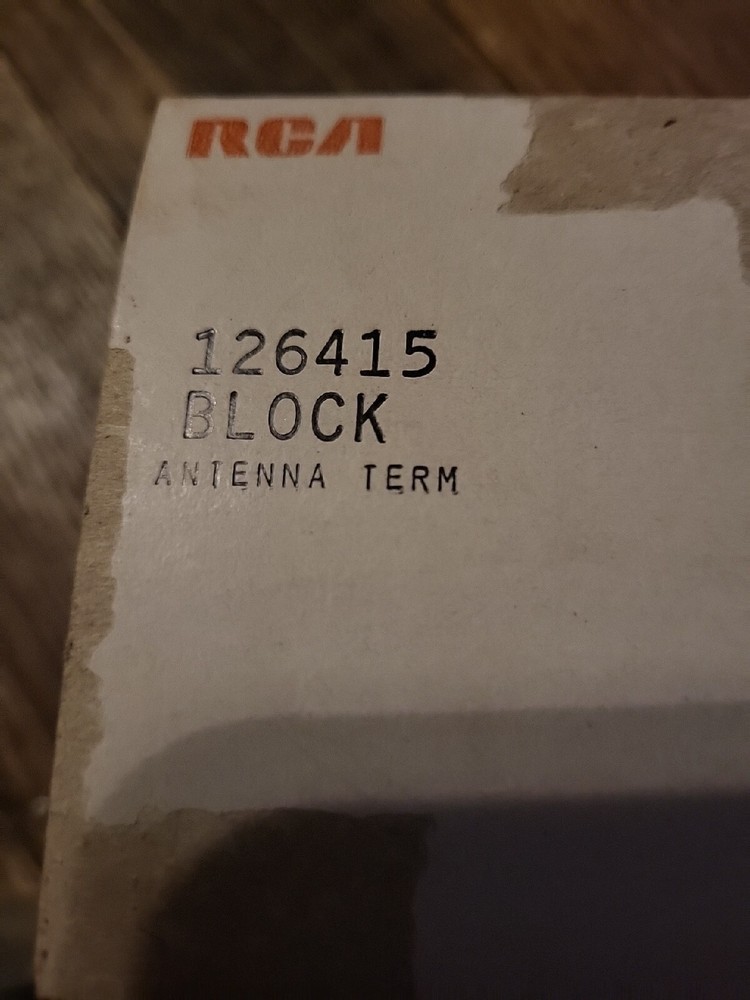 RCA
126415
BLOCK
ANTENNA TERM